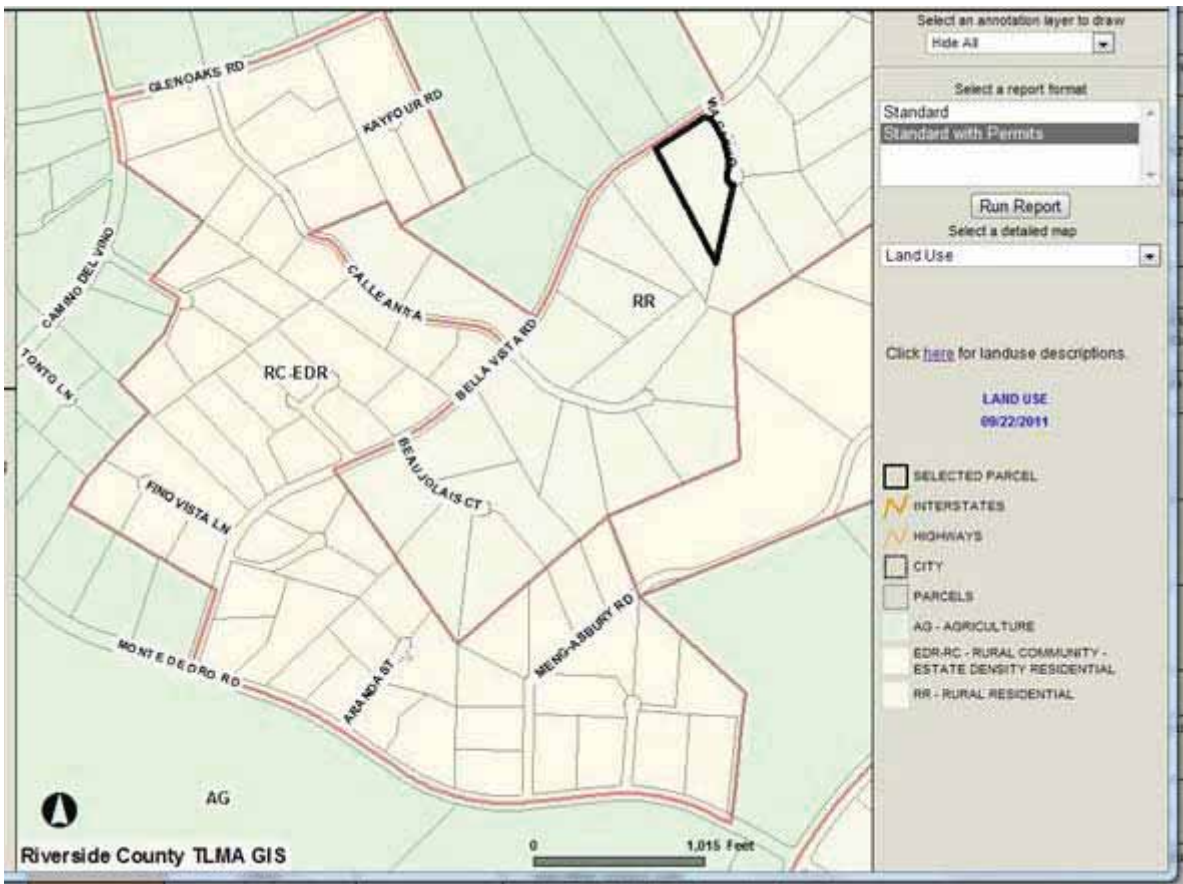 GLENOAKS RD
KAYFOUR RD
CAMINO DEL VINO
TONTO LN
CALLE ANITA
RR
BELLA VISTA RD
RC-EDR
BEAUJOLAIS CT
FINO VISTA LN
MENG-ASBURY RD
MONTE DE ORO RD
ARANDA ST
AG
Riverside County TLMA GIS
0 1,015 Feet
Select an annotation layer to draw
Hide All
Select a report format
Standard
Standard with Permits
Run Report
Select a detailed map
Land Use
Click here for landuse descriptions.
LAND USE
09/22/2011
SELECTED PARCEL
INTERSTATES
HIGHWAYS
CITY
PARCELS
AG - AGRICULTURE
EDR-RC - RURAL COMMUNITY -
ESTATE DENSITY RESIDENTIAL
RR - RURAL RESIDENTIAL